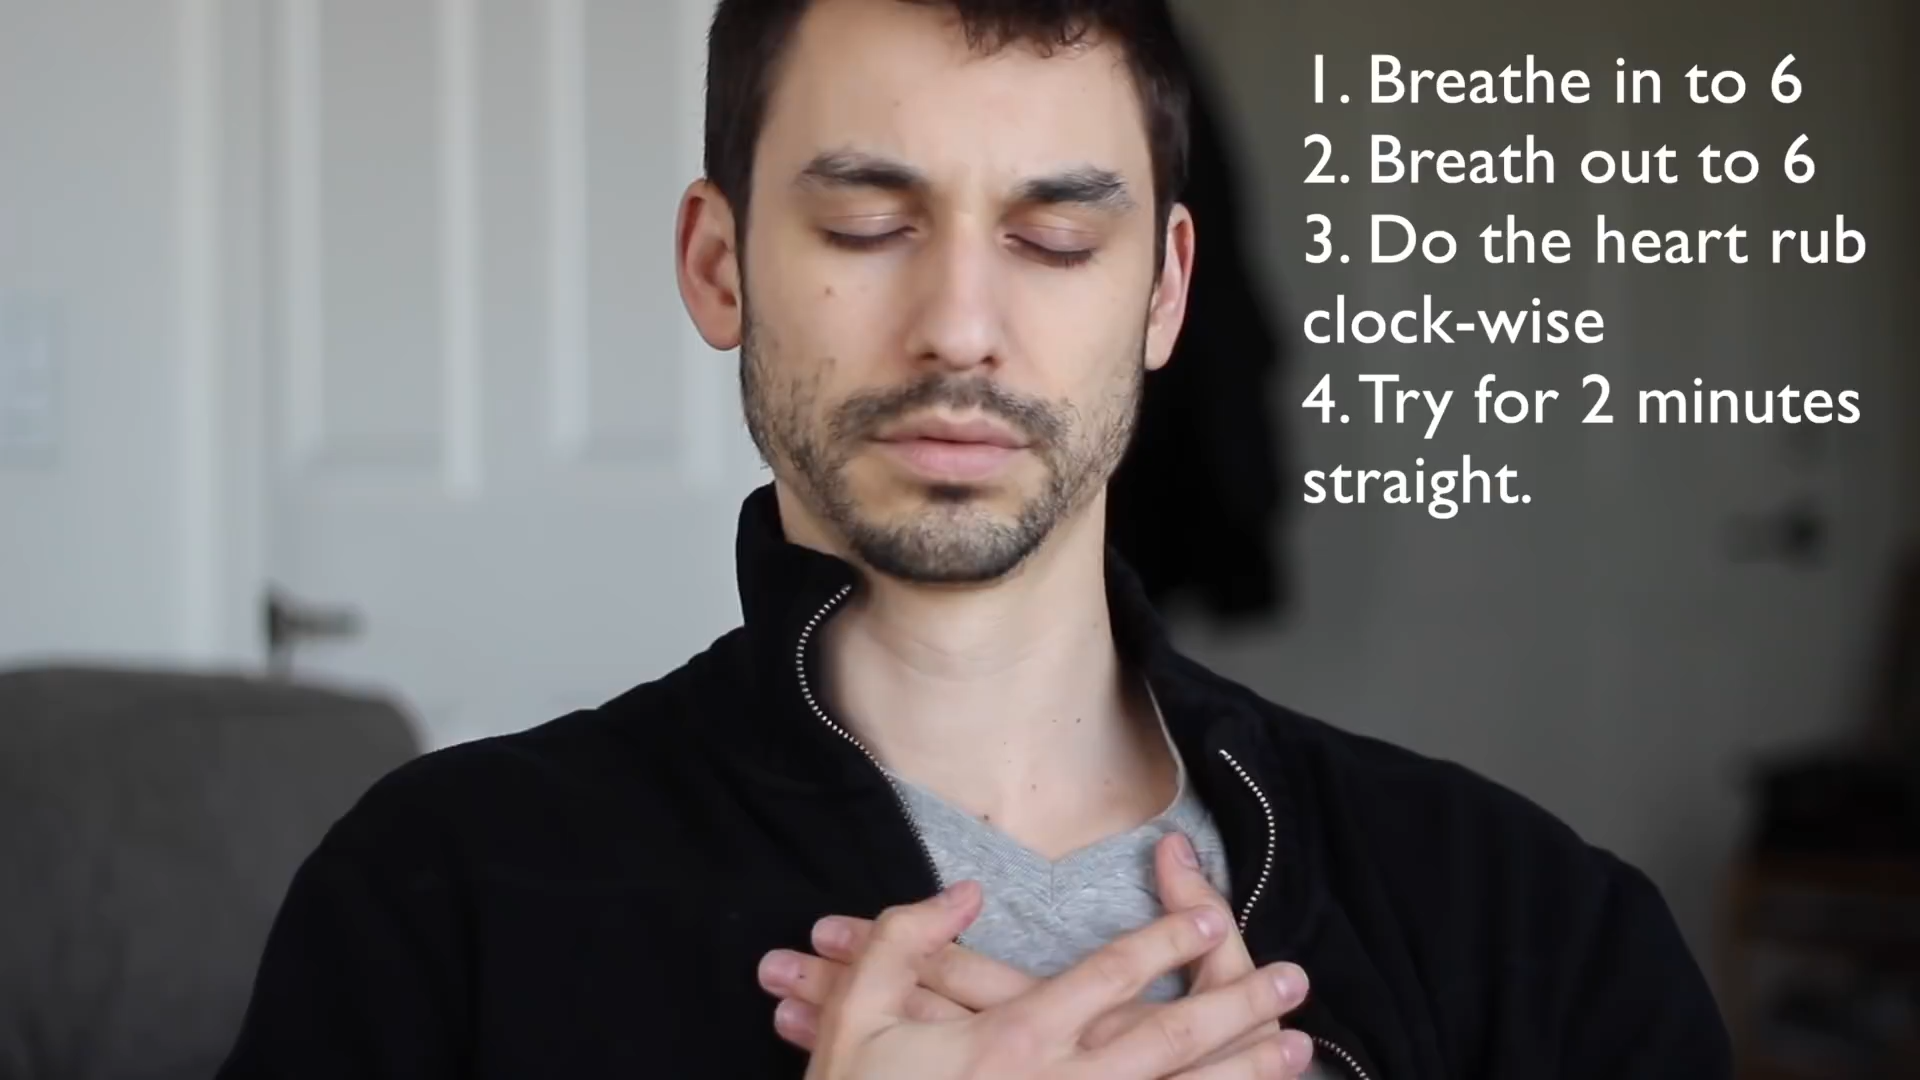 1. Breathe in to 6
2. Breath out to 6
3. Do the heart rub
clock-wise
4. Try for 2 minutes
straight.